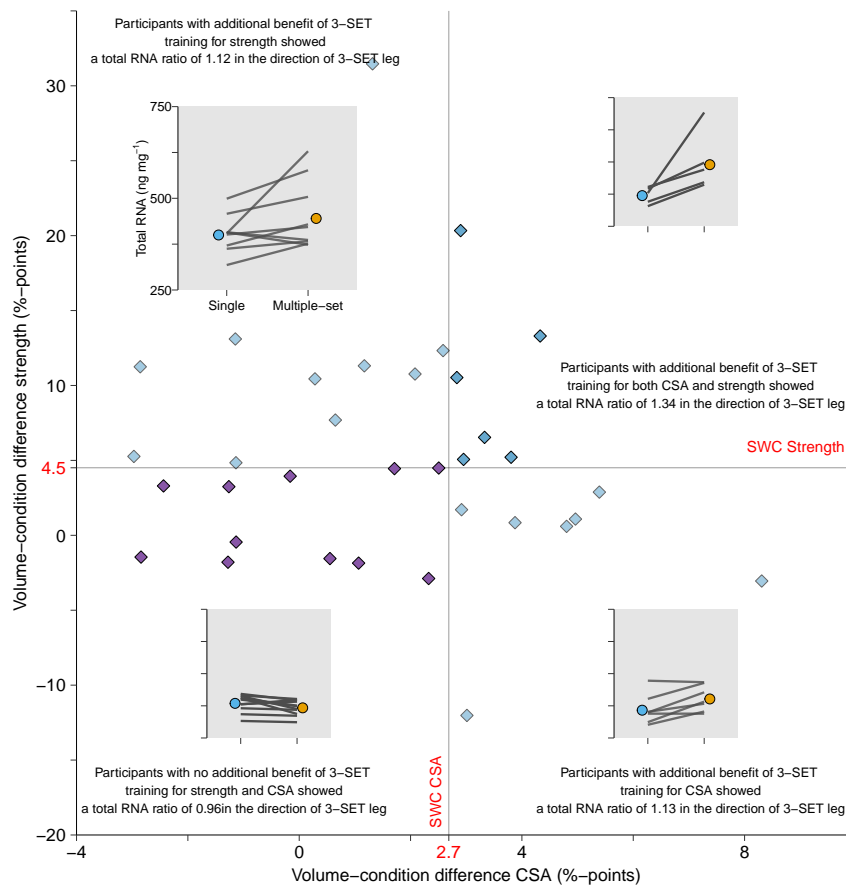 Participants with additional benefit of 3−SET
training for strength showed
a total RNA ratio of 1.12 in the direction of 3−SET leg
750
500
250
Total RNA (ng mg−1)
Single
Multiple−set
30
20
10
4.5
0
−10
−20
Volume−condition difference strength (%−points)
Participants with additional benefit of 3−SET
training for both CSA and strength showed
a total RNA ratio of 1.34 in the direction of 3−SET leg
SWC Strength
Participants with no additional benefit of 3−SET
training for strength and CSA showed
a total RNA ratio of 0.96in the direction of 3−SET leg
SWC CSA
Participants with additional benefit of 3−SET
training for CSA showed
a total RNA ratio of 1.13 in the direction of 3−SET leg
−4
0
2.7
4
8
Volume−condition difference CSA (%−points)